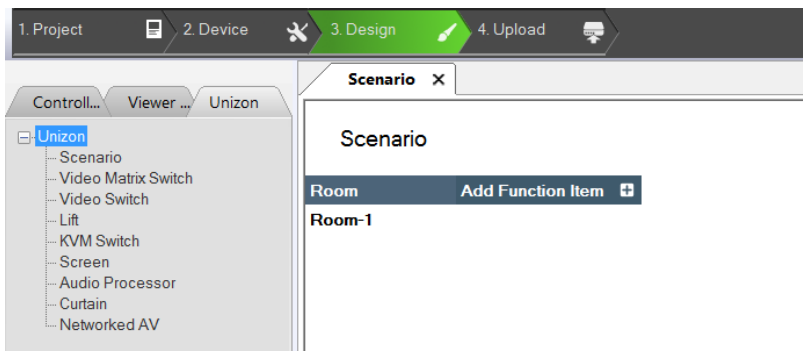 1. Project 2. Device 3. Design 4. Upload
Controll... Viewer ... Unizon
Unizon
Scenario
Video Matrix Switch
Video Switch
Lift
KVM Switch
Screen
Audio Processor
Curtain
Networked AV
Scenario X
Scenario
Room Add Function Item
Room-1